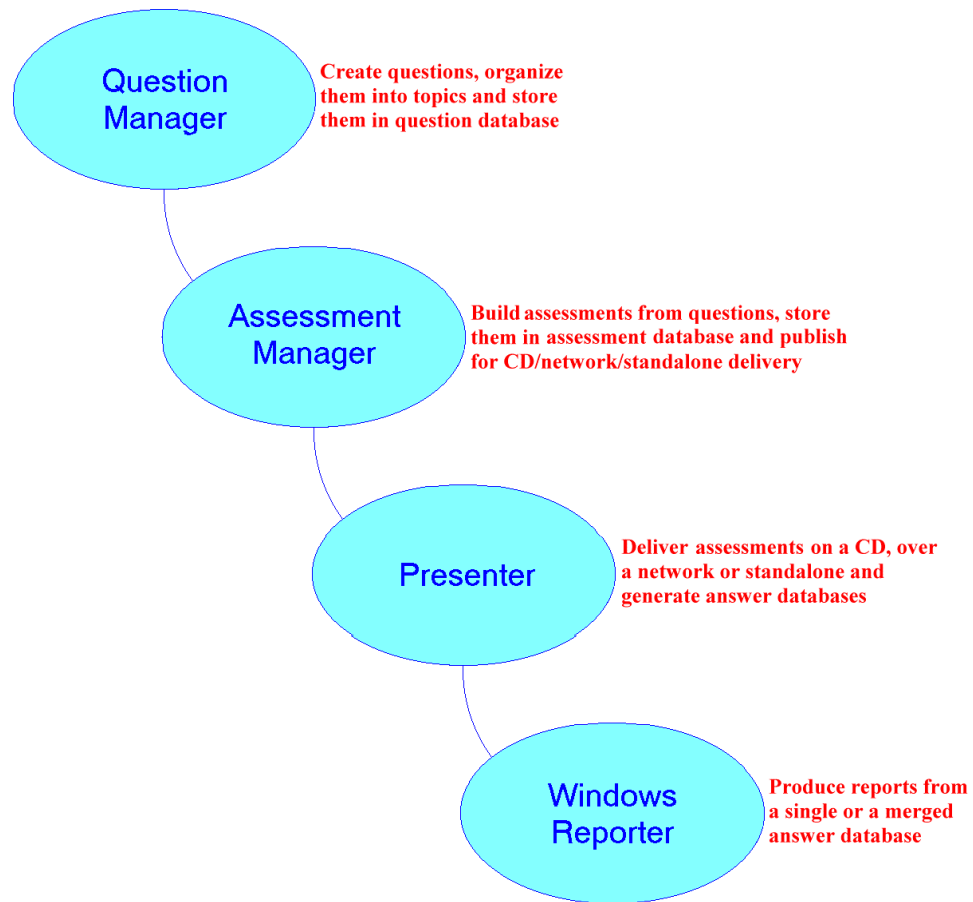 Question
Manager
Create questions, organize
them into topics and store
them in question database
Assessment
Manager
Build assessments from questions, store
them in assessment database and publish
for CD/network/standalone delivery
Presenter
Deliver assessments on a CD, over
a network or standalone and
generate answer databases
Windows
Reporter
Produce reports from
a single or a merged
answer database